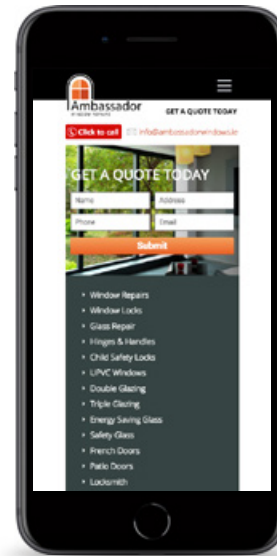 Ambassador
GET A QUOTE TODAY
Click to call
info@ambassadorwindows.ie
GET A QUOTE TODAY
Name
Address
Phone
Email
Submit
Window Repairs
Window Locks
Glass Repair
Hinges & Handles
Child Safety Locks
UPVC Windows
Double Glazing
Triple Glazing
Energy Saving Glass
Safety Glass
French Doors
Patio Doors
Locksmith